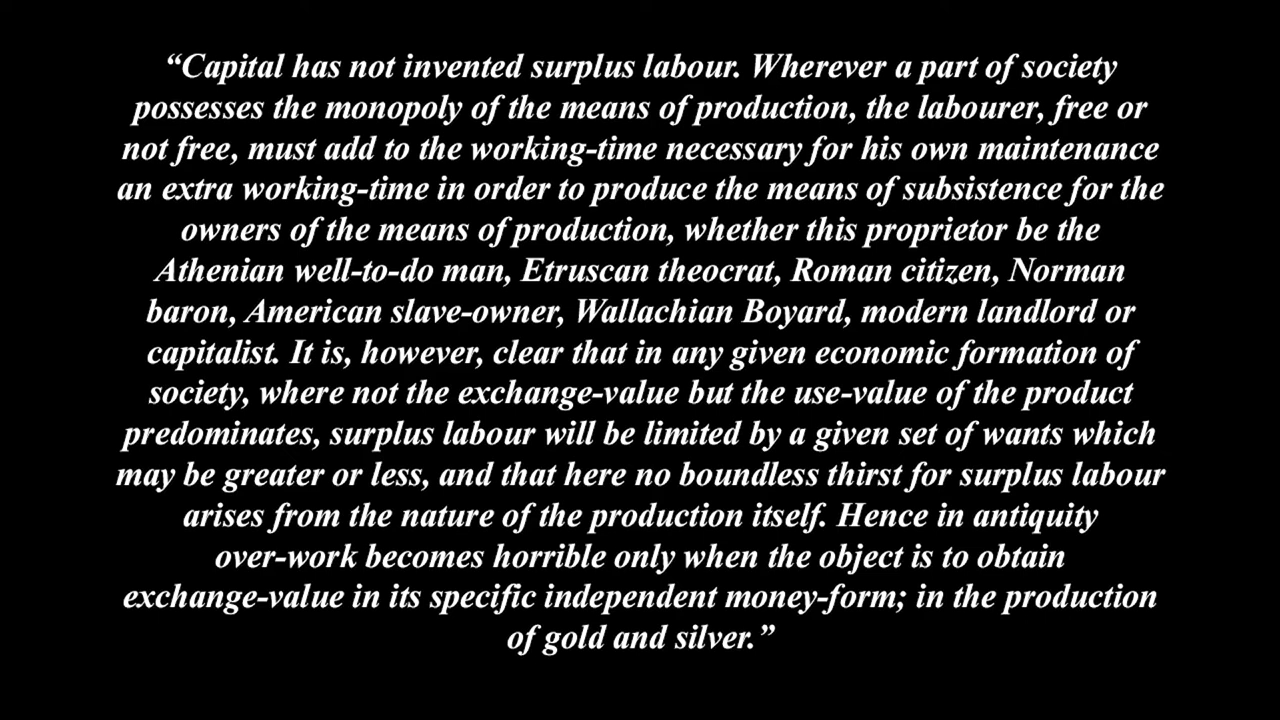 “Capital has not invented surplus labour. Wherever a part of society
possesses the monopoly of the means of production, the labourer, free or
not free, must add to the working-time necessary for his own maintenance
an extra working-time in order to produce the means of subsistence for the
owners of the means of production, whether this proprietor be the
Athenian well-to-do man, Etruscan theocrat, Roman citizen, Norman
baron, American slave-owner, Wallachian Boyard, modern landlord or
capitalist. It is, however, clear that in any given economic formation of
society, where not the exchange-value but the use-value of the product
predominates, surplus labour will be limited by a given set of wants which
may be greater or less, and that here no boundless thirst for surplus labour
arises from the nature of the production itself. Hence in antiquity
over-work becomes horrible only when the object is to obtain
exchange-value in its specific independent money-form; in the production
of gold and silver.”